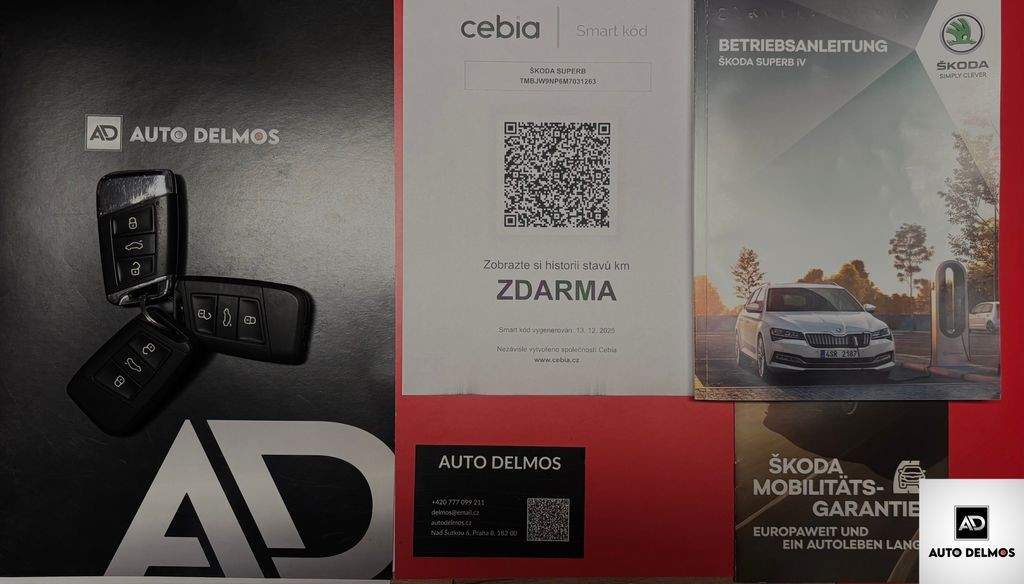 AD AUTO DELMOS
AD
cebia
Smart kód
ŠKODA SUPERB
TMBJW9NP6M7031263
Zobrazte si historii stavů km
ZDARMA
Smart kód vygenerován: 13. 12. 2025
Nezávisle vytvořeno společností Cebia
www.cebia.cz
AUTO DELMOS
+420 777 099 211
delmos@email.cz
autodelmos.cz
Nad Šutkou 6, Praha 8, 182 00
BETRIEBSANLEITUNG
ŠKODA SUPERB iV
ŠKODA
SIMPLY CLEVER
4SR 2187
ŠKODA
MOBILITÄTS-
GARANTIE
EUROPAWEIT UND
EIN AUTOLEBEN LANG
AD
AUTO DELMOS